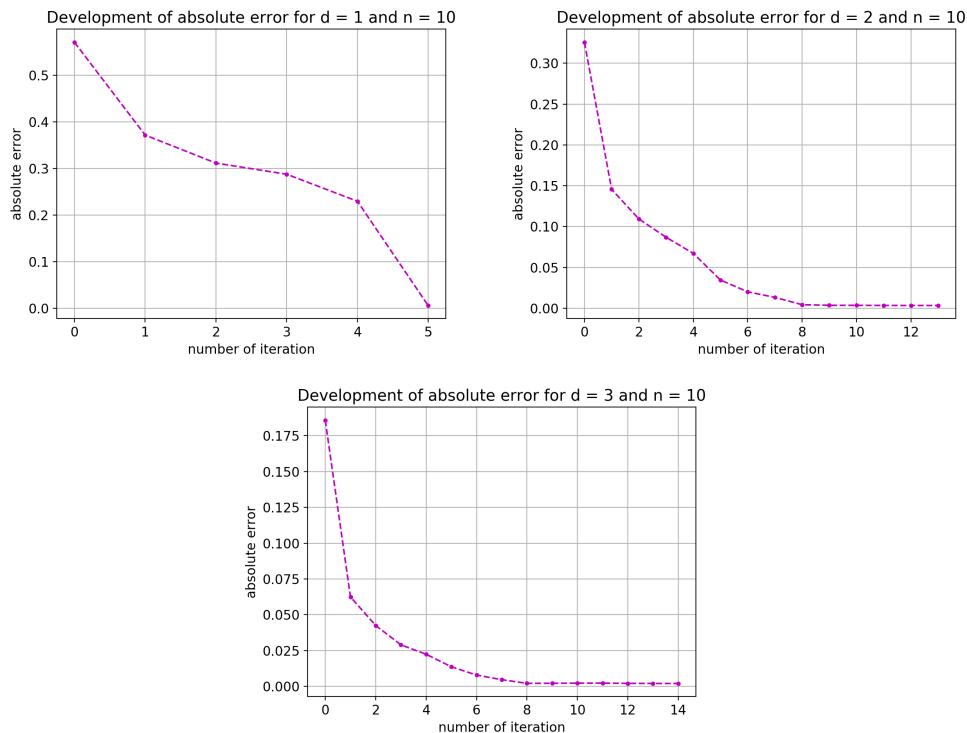 Development of absolute error for d = 1 and n = 10
0.5
0.4
0.3
0.2
0.1
0.0
absolute error
0 1 2 3 4 5
number of iteration
Development of absolute error for d = 2 and n = 10
0.30
0.25
0.20
0.15
0.10
0.05
0.00
absolute error
0 2 4 6 8 10 12
number of iteration
Development of absolute error for d = 3 and n = 10
0.175
0.150
0.125
0.100
0.075
0.050
0.025
0.000
absolute error
0 2 4 6 8 10 12 14
number of iteration